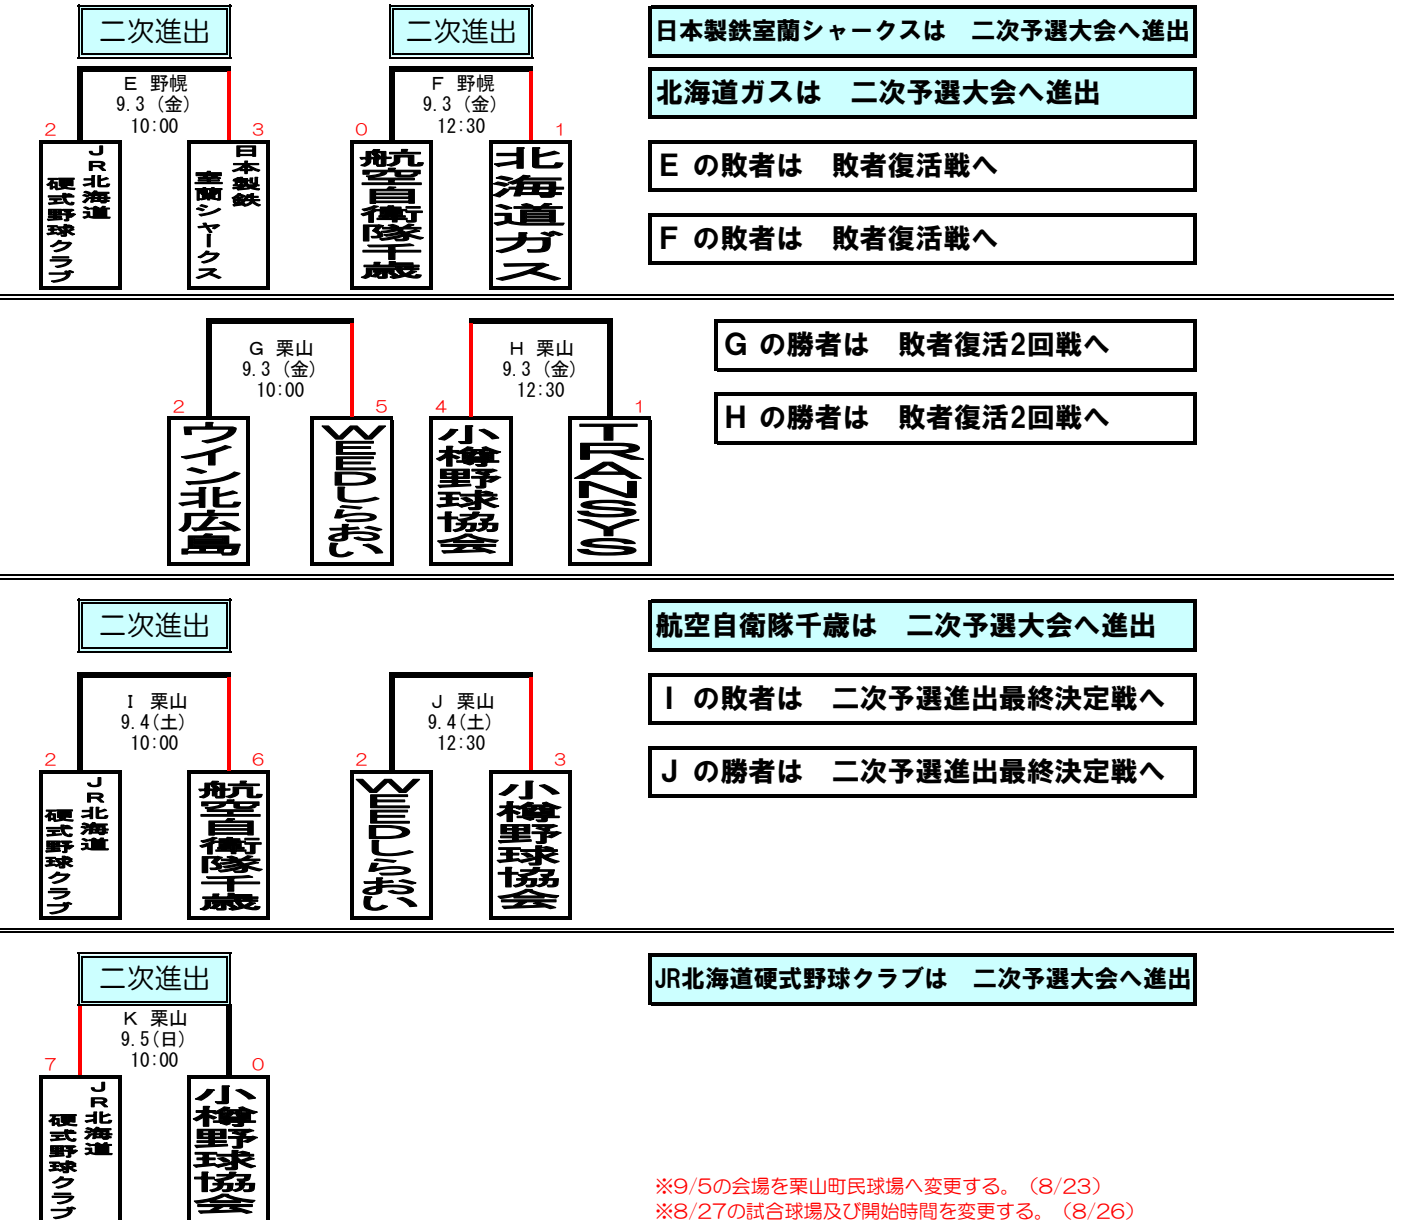 二次進出
二次進出
日本製鉄室蘭シャークスは　二次予選大会へ進出
北海道ガスは　二次予選大会へ進出
E 野幌
9.3 (金)
10:00
F 野幌
9.3 (金)
12:30
2
3
0
1
JR北海道
硬式野球クラブ
日本製鉄
室蘭シャークス
航空自衛隊千歳
北海道ガス
E の敗者は　敗者復活戦へ
F の敗者は　敗者復活戦へ
G 栗山
9.3 (金)
10:00
H 栗山
9.3 (金)
12:30
2
5
4
1
ウイン北広島
WEEDしらおい
小樽野球協会
TRANSYS
G の勝者は　敗者復活2回戦へ
H の勝者は　敗者復活2回戦へ
二次進出
航空自衛隊千歳は　二次予選大会へ進出
I 栗山
9.4(土)
10:00
J 栗山
9.4(土)
12:30
2
6
2
3
JR北海道
硬式野球クラブ
航空自衛隊千歳
WEEDしらおい
小樽野球協会
I の敗者は　二次予選進出最終決定戦へ
J の勝者は　二次予選進出最終決定戦へ
二次進出
JR北海道硬式野球クラブは　二次予選大会へ進出
K 栗山
9.5(日)
10:00
7
0
JR北海道
硬式野球クラブ
小樽野球協会
※9/5の会場を栗山町民球場へ変更する。（8/23）
※8/27の試合球場及び開始時間を変更する。（8/26）